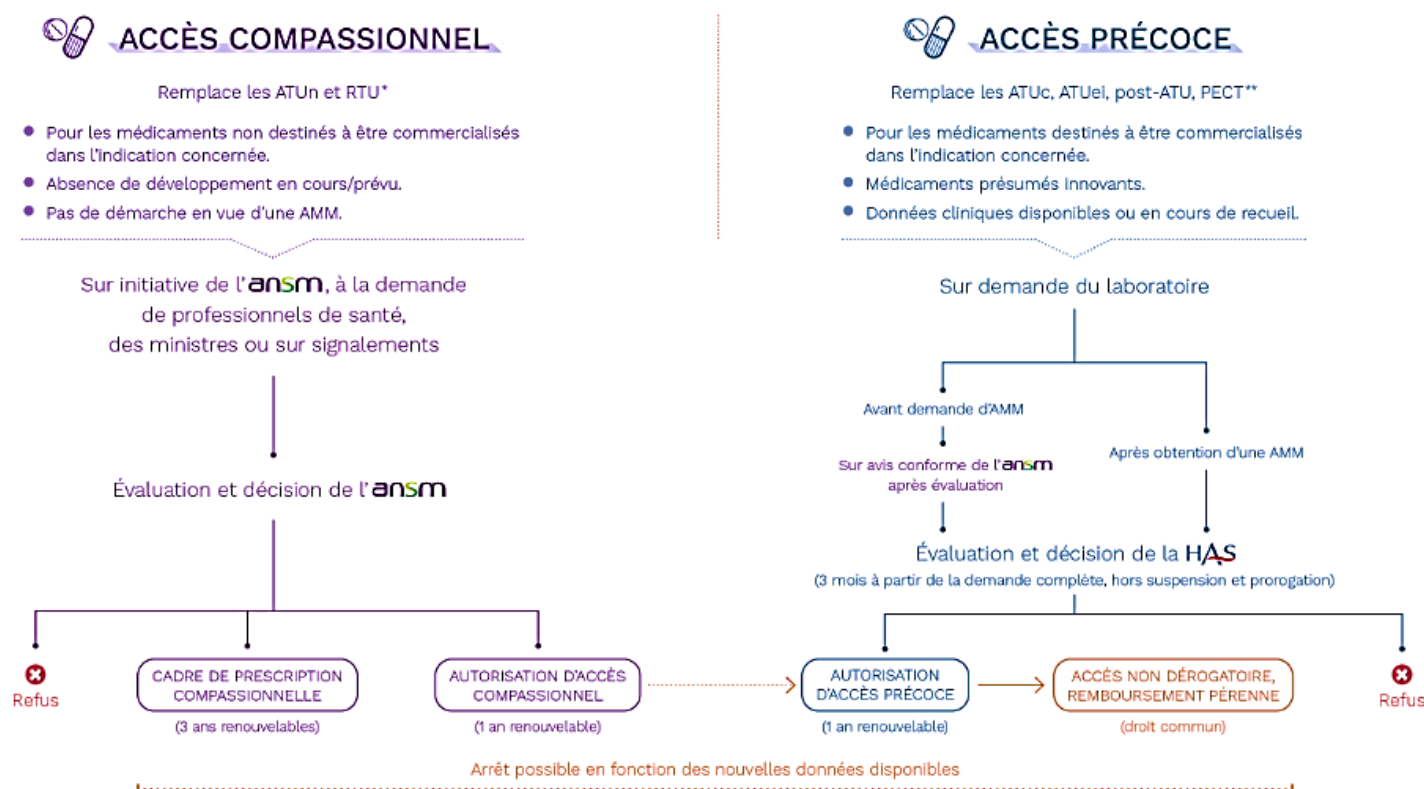 ACCÈS COMPASSIONNEL
Remplace les ATUn et RTU*
Pour les médicaments non destinés à être commercialisés
dans l'indication concernée.
Absence de développement en cours/prévu.
Pas de démarche en vue d'une AMM.
Sur initiative de l'ansm, à la demande
de professionnels de santé,
des ministres ou sur signalements
Évaluation et décision de l'ansm
Refus
CADRE DE PRESCRIPTION
COMPASSIONNELLE
(3 ans renouvelables)
AUTORISATION D'ACCÈS
COMPASSIONNEL
(1 an renouvelable)
ACCÈS PRÉCOCE
Remplace les ATUc, ATUei, post-ATU, PECT**
Pour les médicaments destinés à être commercialisés
dans l'indication concernée.
Médicaments présumés innovants.
Données cliniques disponibles ou en cours de recueil.
Sur demande du laboratoire
Avant demande d'AMM
Sur avis conforme de l'ansm
après évaluation
Après obtention d'une AMM
Évaluation et décision de la HAS
(3 mois à partir de la demande complète, hors suspension et prorogation)
AUTORISATION
D'ACCÈS PRÉCOCE
(1 an renouvelable)
ACCÈS NON DÉROGATOIRE,
REMBOURSEMENT PÉRENNE
(droit commun)
Refus
Arrêt possible en fonction des nouvelles données disponibles